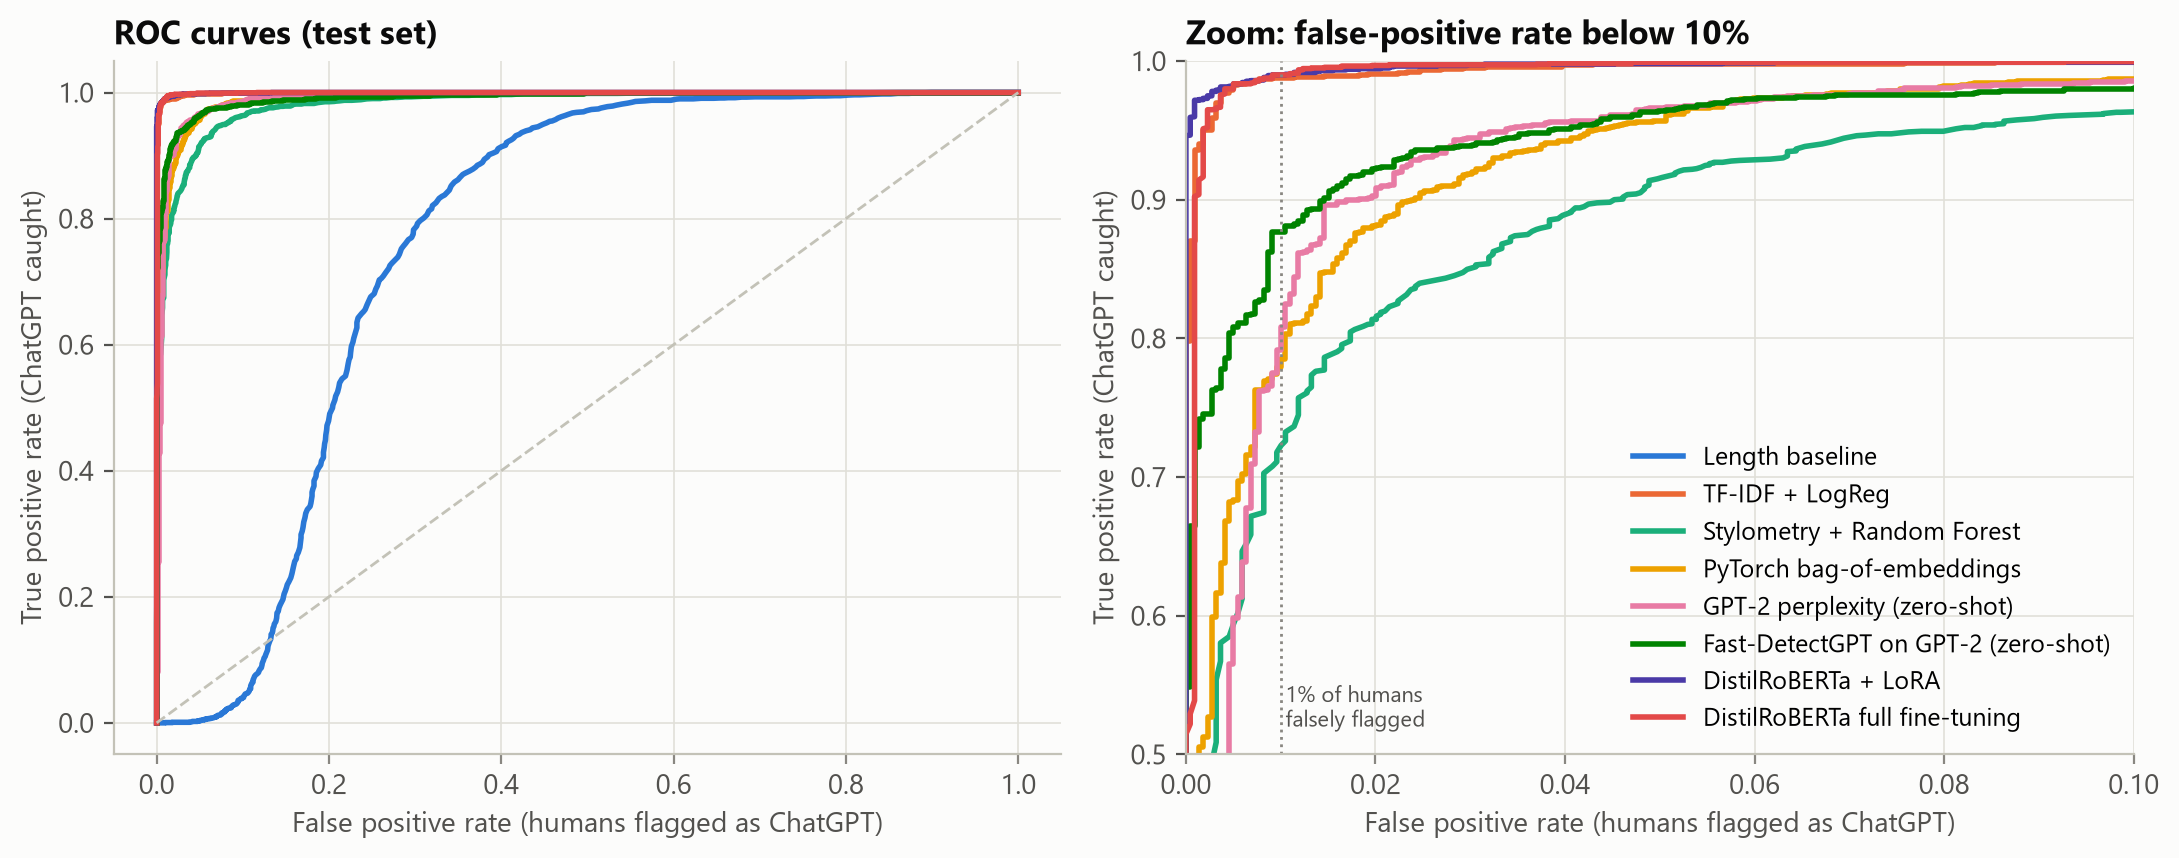 ROC curves (test set)
True positive rate (ChatGPT caught)
1.0
0.8
0.6
0.4
0.2
0.0
0.0 0.2 0.4 0.6 0.8 1.0
False positive rate (humans flagged as ChatGPT)
Zoom: false-positive rate below 10%
True positive rate (ChatGPT caught)
1.0
0.9
0.8
0.7
0.6
0.5
Length baseline
TF-IDF + LogReg
Stylometry + Random Forest
PyTorch bag-of-embeddings
GPT-2 perplexity (zero-shot)
Fast-DetectGPT on GPT-2 (zero-shot)
DistilRoBERTa + LoRA
DistilRoBERTa full fine-tuning
1% of humans
falsely flagged
0.00 0.02 0.04 0.06 0.08 0.10
False positive rate (humans flagged as ChatGPT)